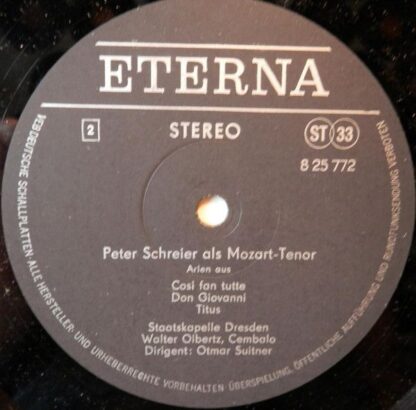 ETERNA
2
STEREO
ST 33
8 25 772
Peter Schreier als Mozart-Tenor
Arien aus
Cosi fan tutte
Don Giovanni
Titus
Staatskapelle Dresden
Walter Olbertz, Cembalo
Dirigent: Otmar Suitner
VEB DEUTSCHE SCHALLPLATTEN · ALLE HERSTELLER- UND URHEBERRECHTE VORBEHALTEN ÜBERSPIELUNG, ÖFFENTLICHE AUFFÜHRUNG UND RUNDFUNKSENDUNG VERBOTEN